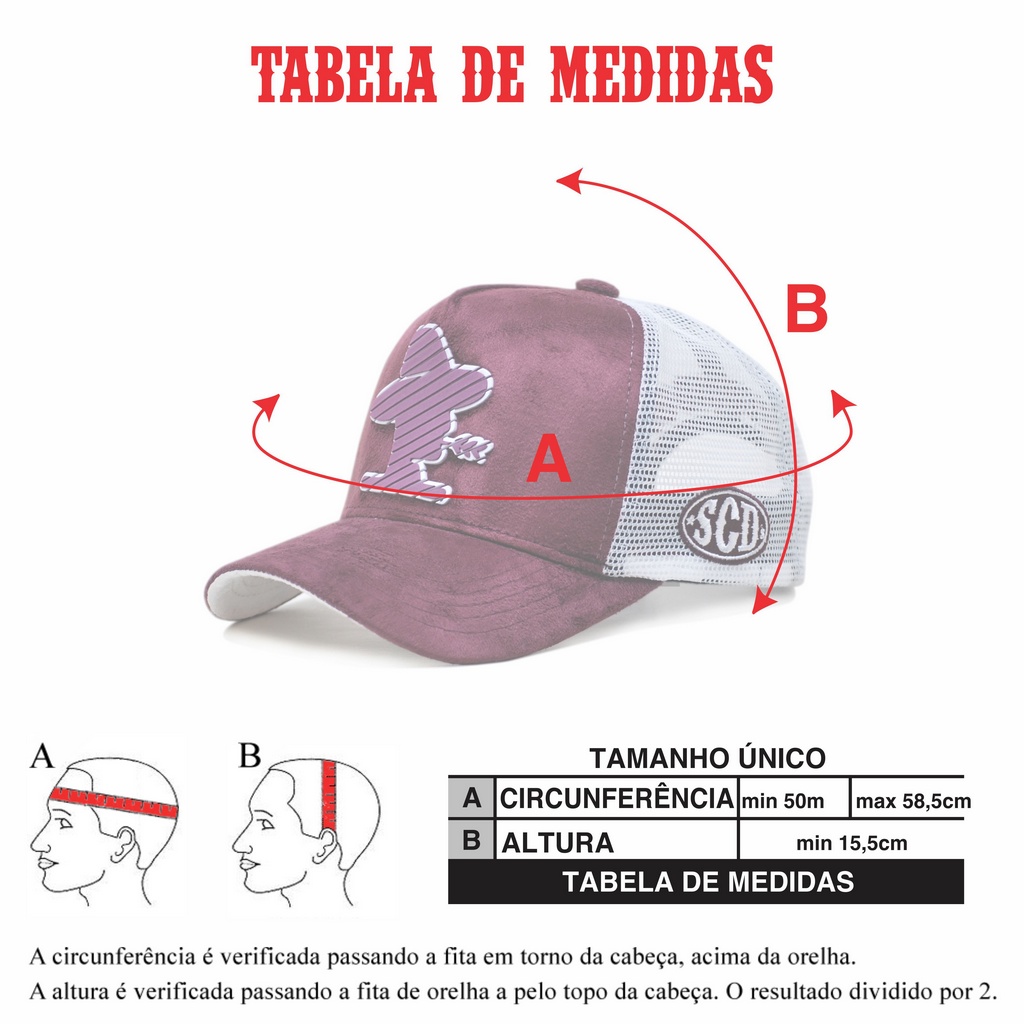 TABELA DE MEDIDAS
B
A
SCD
A
B
TAMANHO ÚNICO
A CIRCUNFERÊNCIA min 50m max 58,5cm
B ALTURA min 15,5cm
TABELA DE MEDIDAS
A circunferência é verificada passando a fita em torno da cabeça, acima da orelha.
A altura é verificada passando a fita de orelha a pelo topo da cabeça. O resultado dividido por 2.